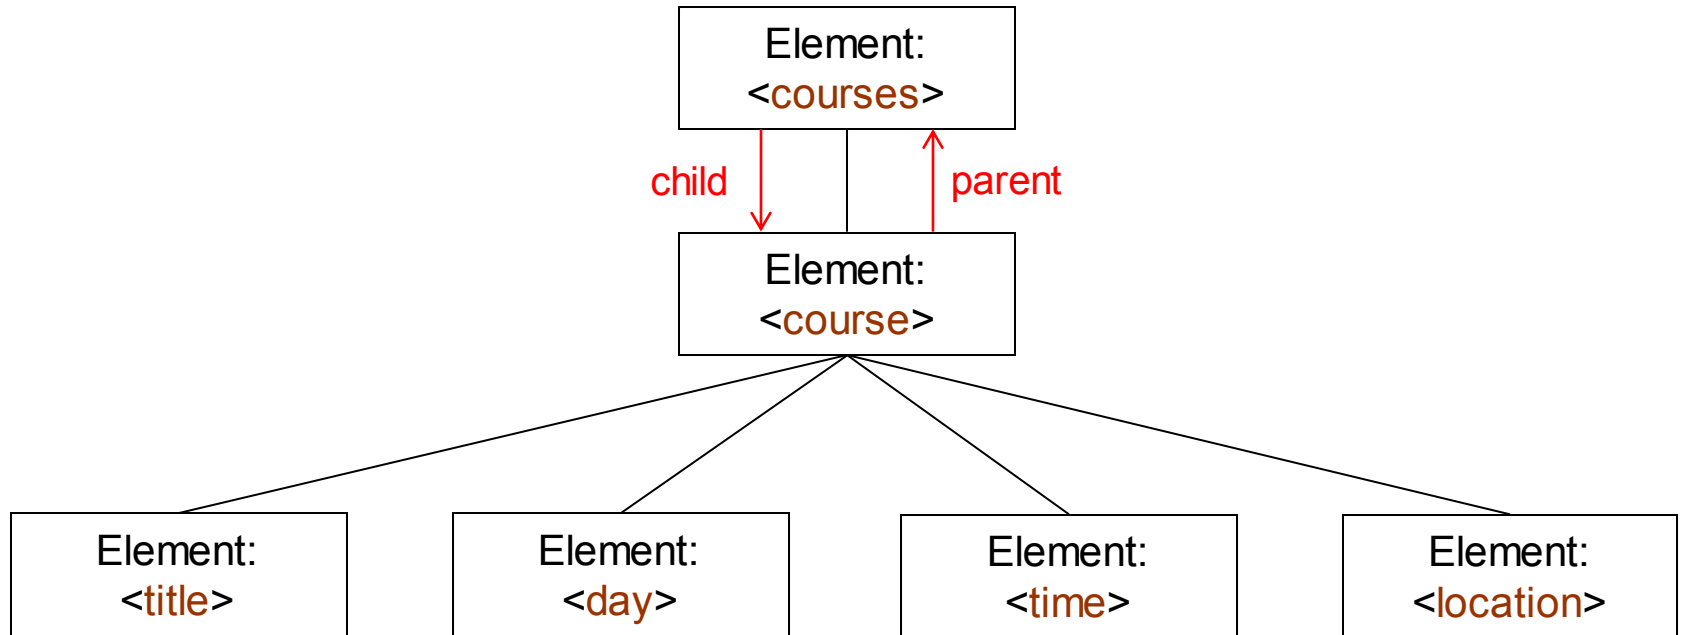 Element:
<courses>
child
parent
Element:
<course>
Element:
<title>
Element:
<day>
Element:
<time>
Element:
<location>